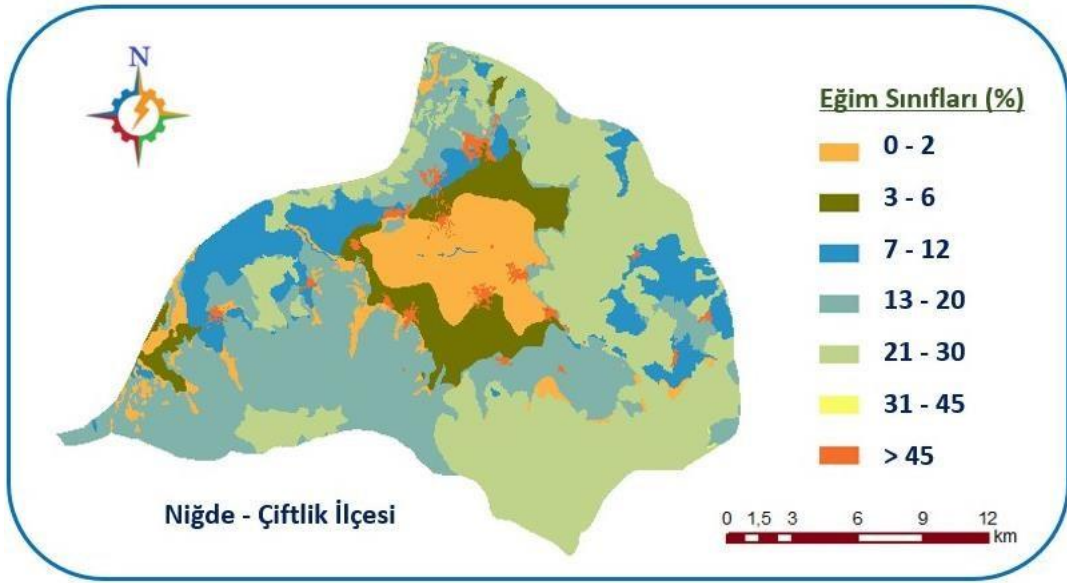 N
Eğim Sınıfları (%)
0 - 2
3 - 6
7 - 12
13 - 20
21 - 30
31 - 45
> 45
Niğde - Çiftlik İlçesi
0 1,5 3 6 9 12
km